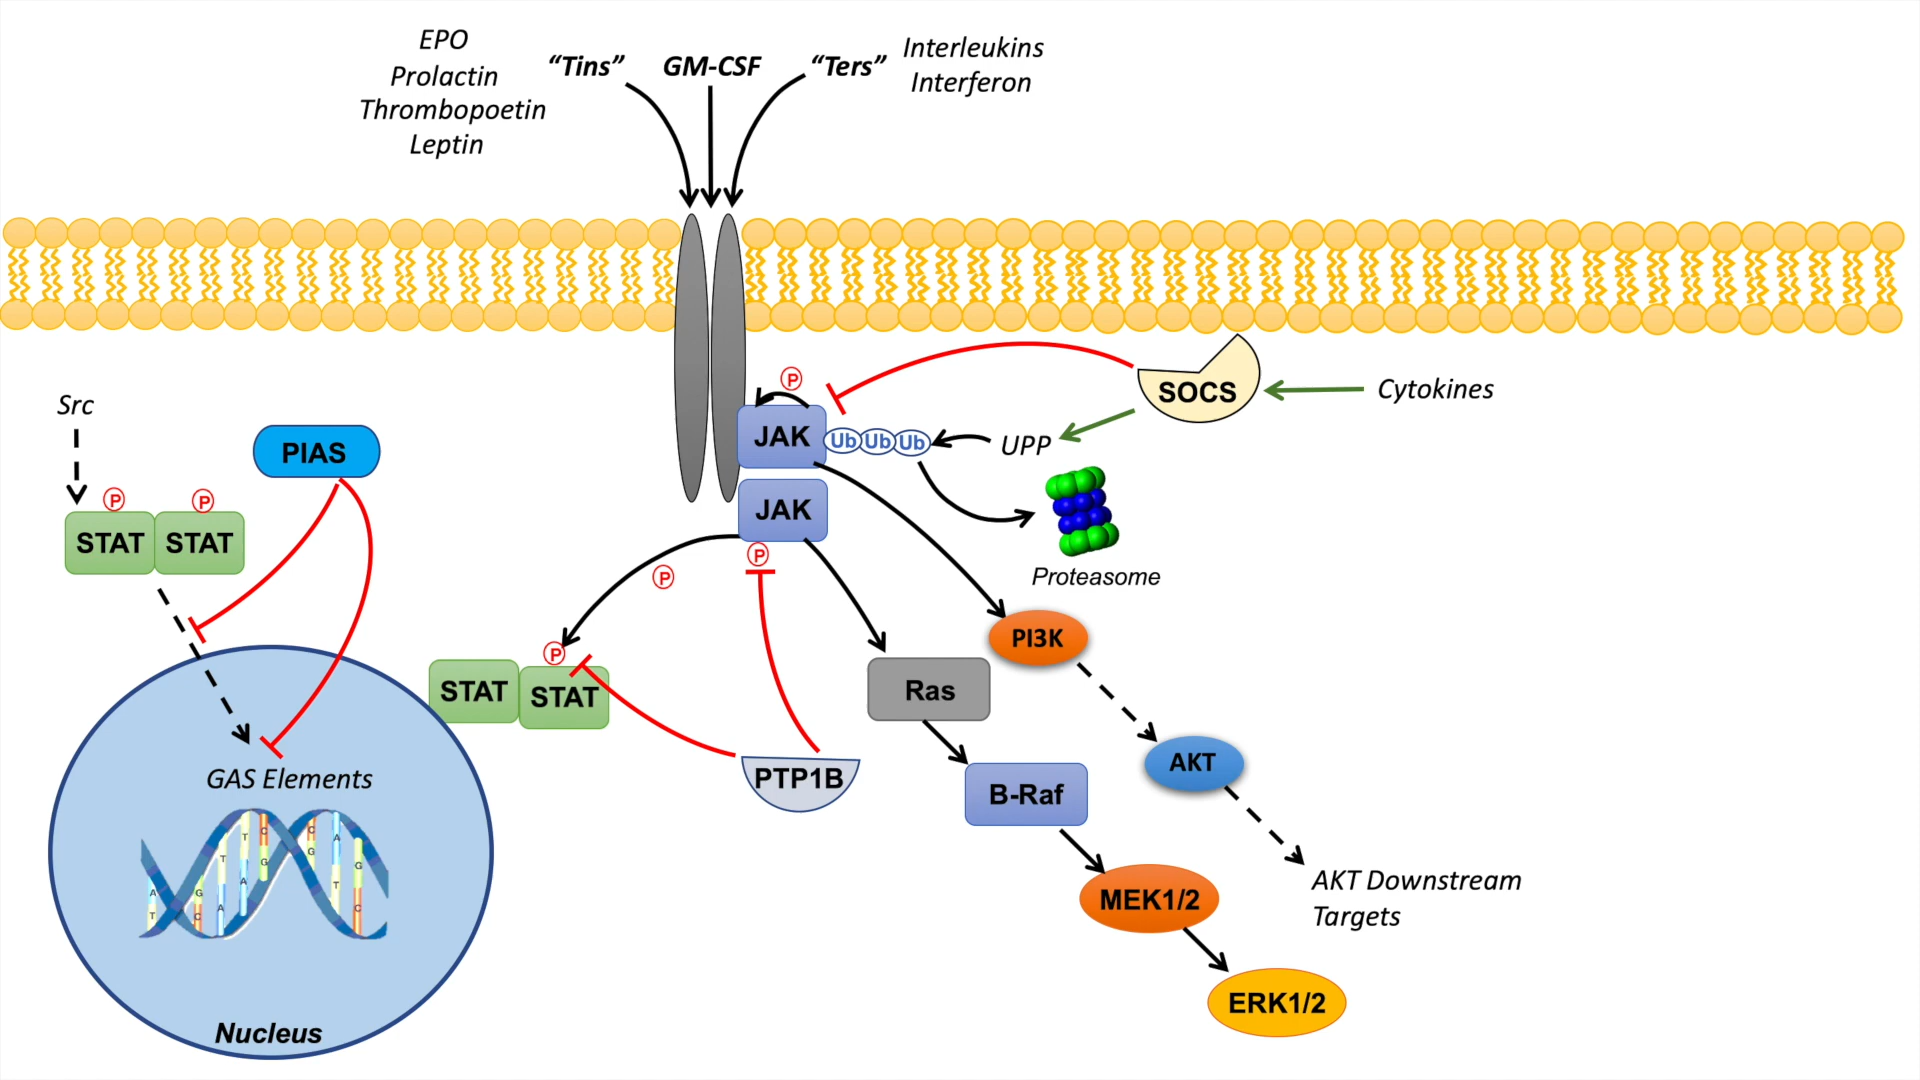 EPO
Prolactin
Thrombopoetin
Leptin
“Tins”
GM-CSF
“Ters”
Interleukins
Interferon
Src
P
P
STAT
STAT
PIAS
P
JAK
Ub
Ub
Ub
UPP
SOCS
Cytokines
JAK
P
P
Proteasome
P
STAT
STAT
PI3K
Ras
AKT
PTP1B
B-Raf
GAS Elements
A
T
G
C
T
A
T
A
C
G
C
G
A
T
G
C
AKT Downstream
Targets
MEK1/2
ERK1/2
Nucleus